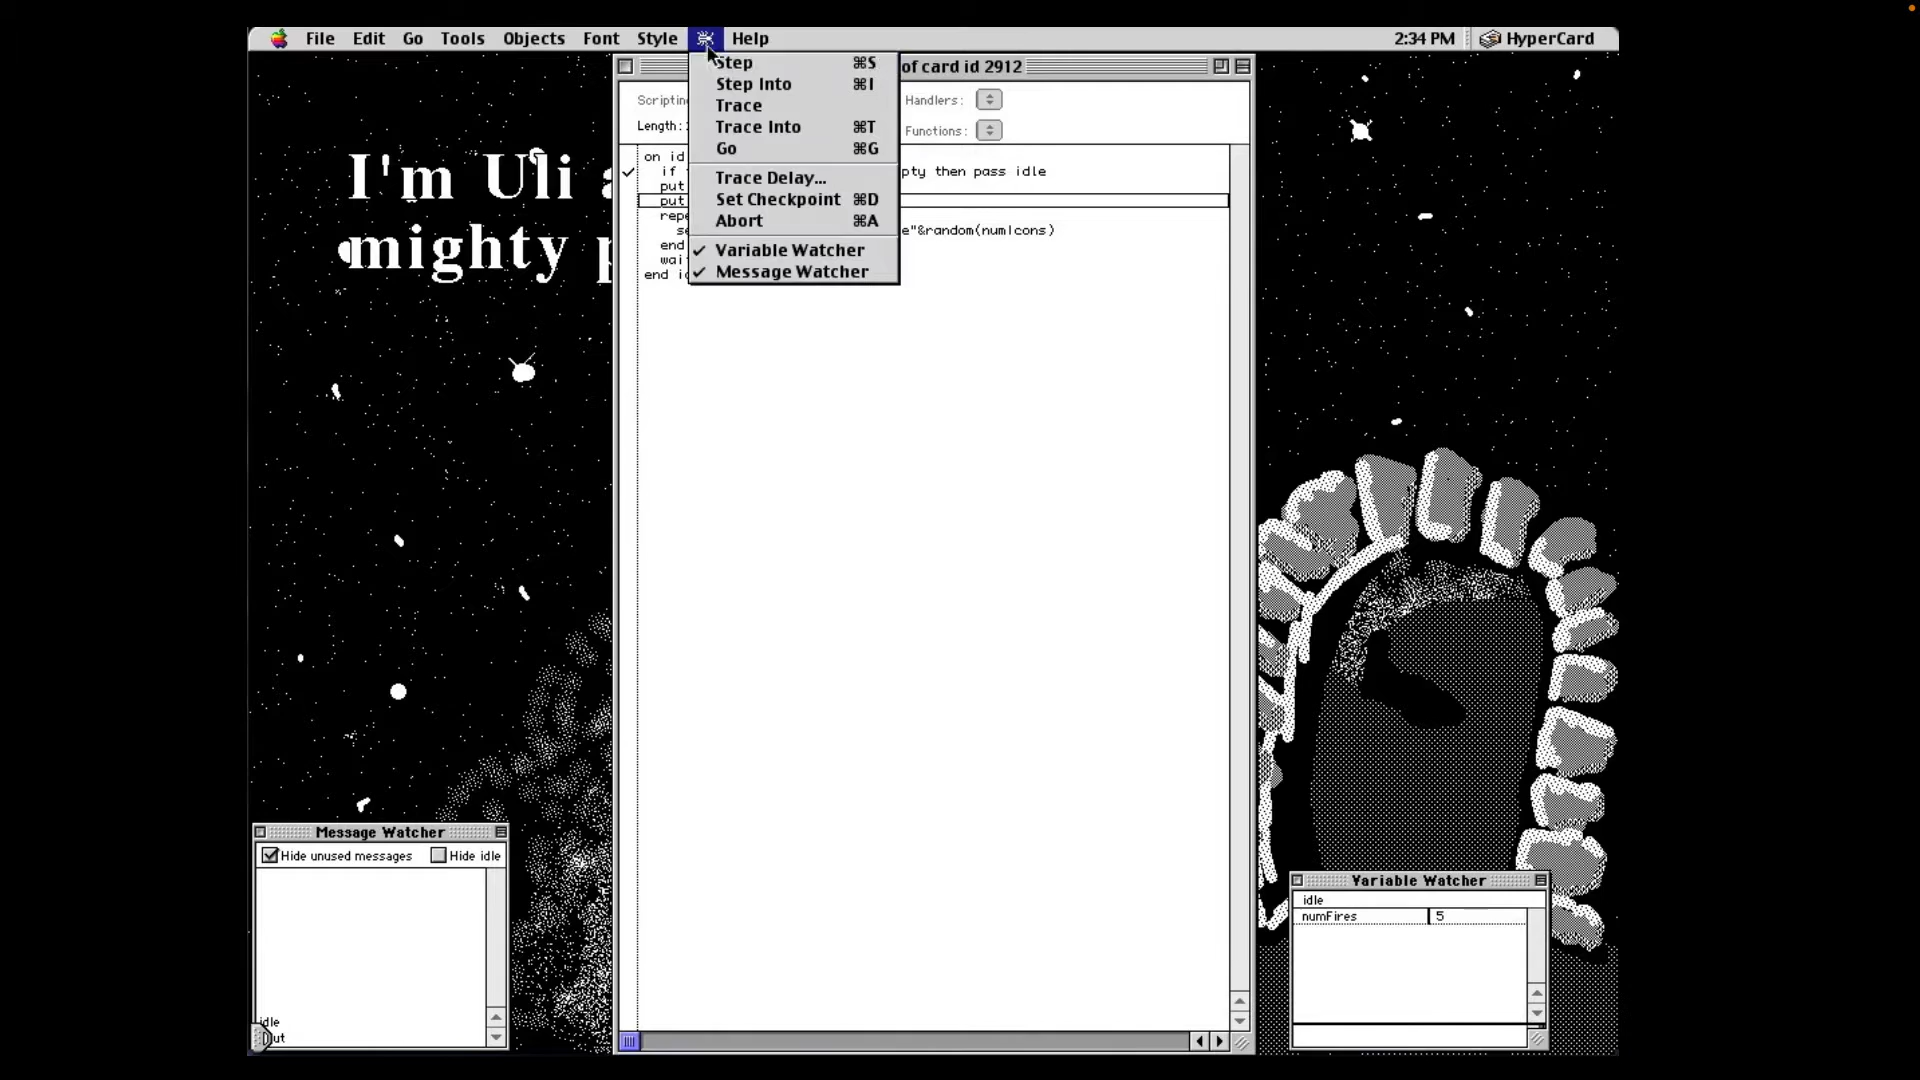 File Edit Go Tools Objects Font Style Help 2:34 PM HyperCard
of card id 2912
Step ⌘S
Step Into ⌘I
Trace
Trace Into ⌘T
Go ⌘G
Trace Delay...
Set Checkpoint ⌘D
Abort ⌘A
✓ Variable Watcher
✓ Message Watcher
Handlers:
Length:
Functions:
on id
if pty then pass idle
put
put
e"&random(numIcons)
end
end
I'm Uli
mighty
Message Watcher
Hide unused messages Hide idle
idle
Variable Watcher
idle
numFires 5